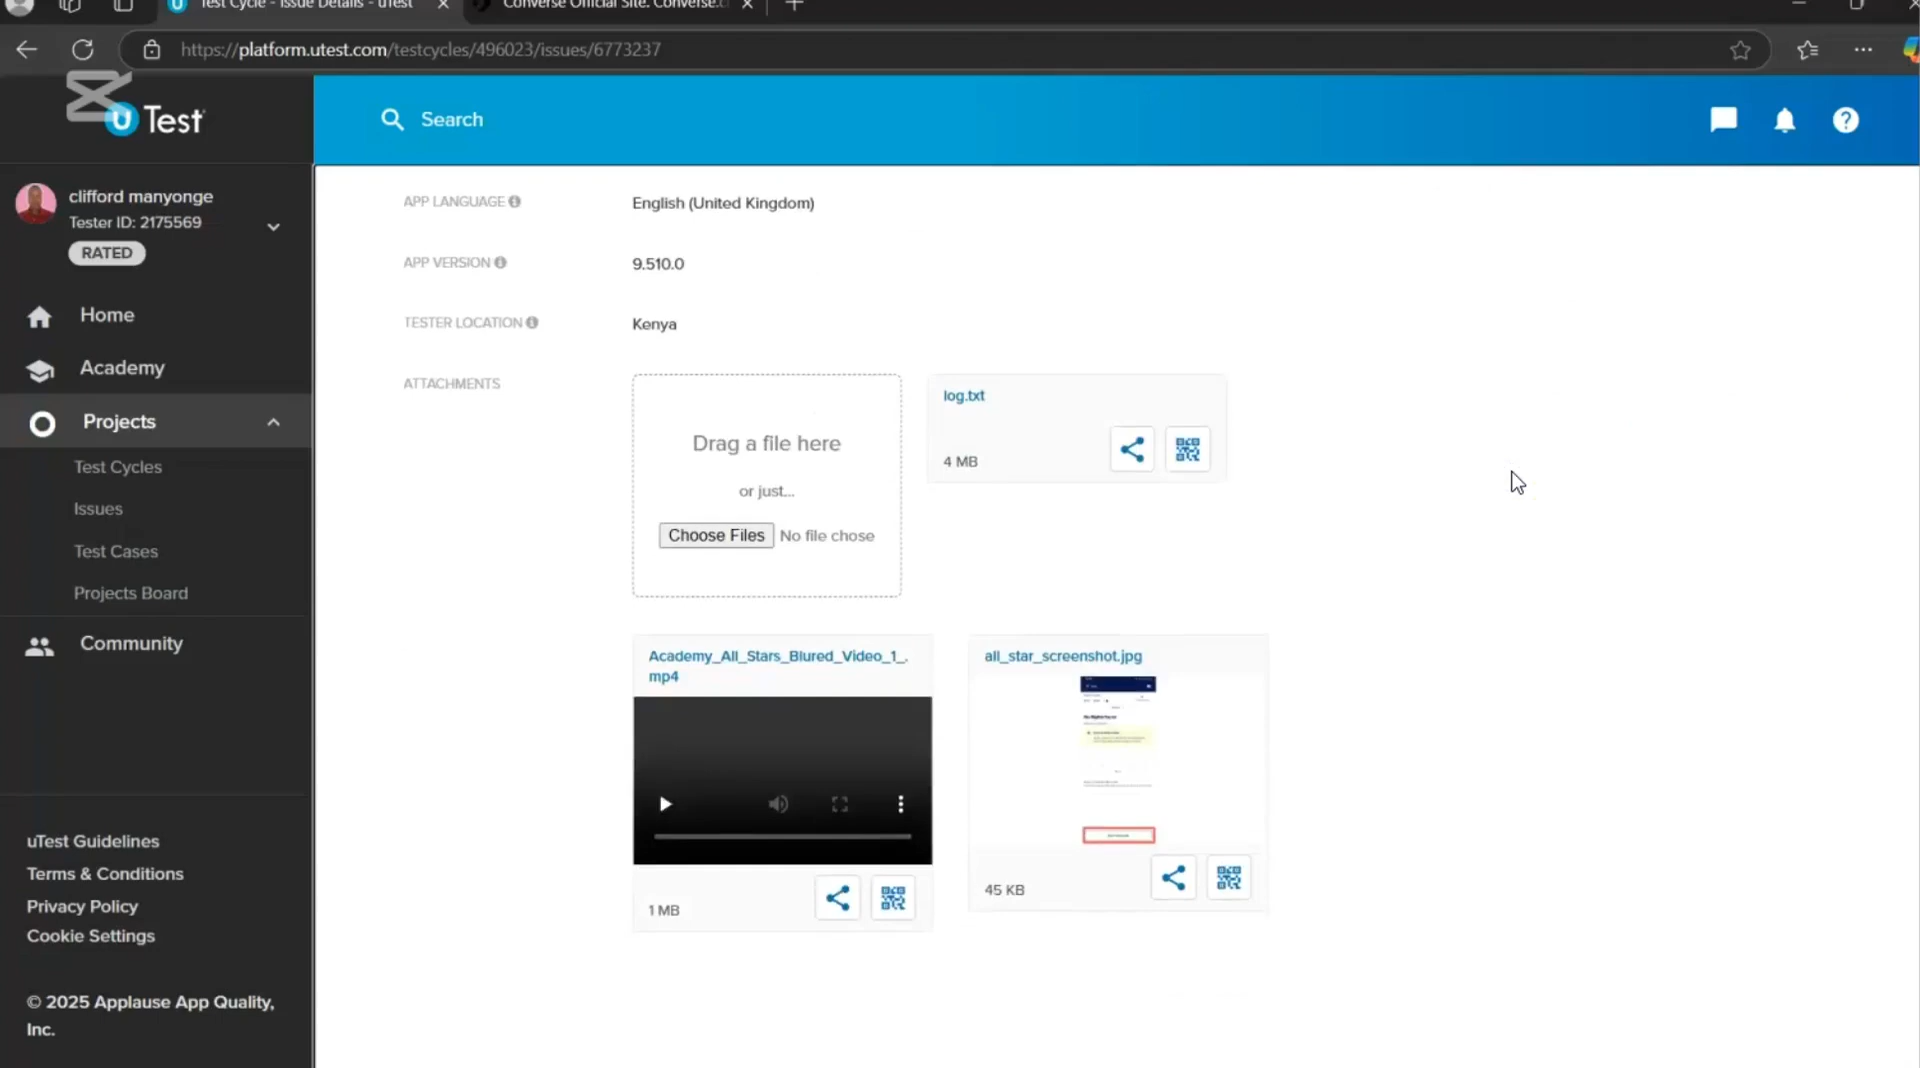 Test Cycle - Issue Details - uTest
Converse Official Site. Converse.c
https://platform.utest.com/testcycles/496023/issues/6773237
uTest
Search
clifford manyonge
Tester ID: 2175569
RATED
Home
Academy
Projects
Test Cycles
Issues
Test Cases
Projects Board
Community
uTest Guidelines
Terms & Conditions
Privacy Policy
Cookie Settings
© 2025 Applause App Quality,
Inc.
APP LANGUAGE
English (United Kingdom)
APP VERSION
9.510.0
TESTER LOCATION
Kenya
ATTACHMENTS
Drag a file here
or just...
Choose Files No file chose
log.txt
4 MB
Academy_All_Stars_Blured_Video_1_.
mp4
1 MB
all_star_screenshot.jpg
45 KB